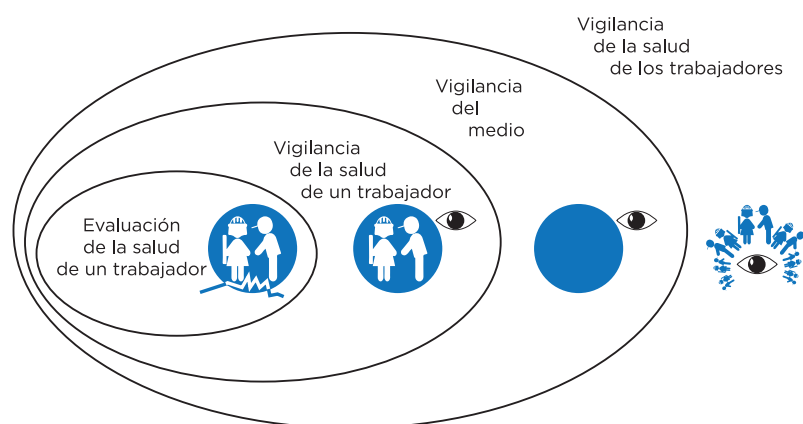 Vigilancia
de la salud
de los trabajadores
Vigilancia
del
medio
Vigilancia
de la salud
de un trabajador
Evaluación
de la salud
de un trabajador